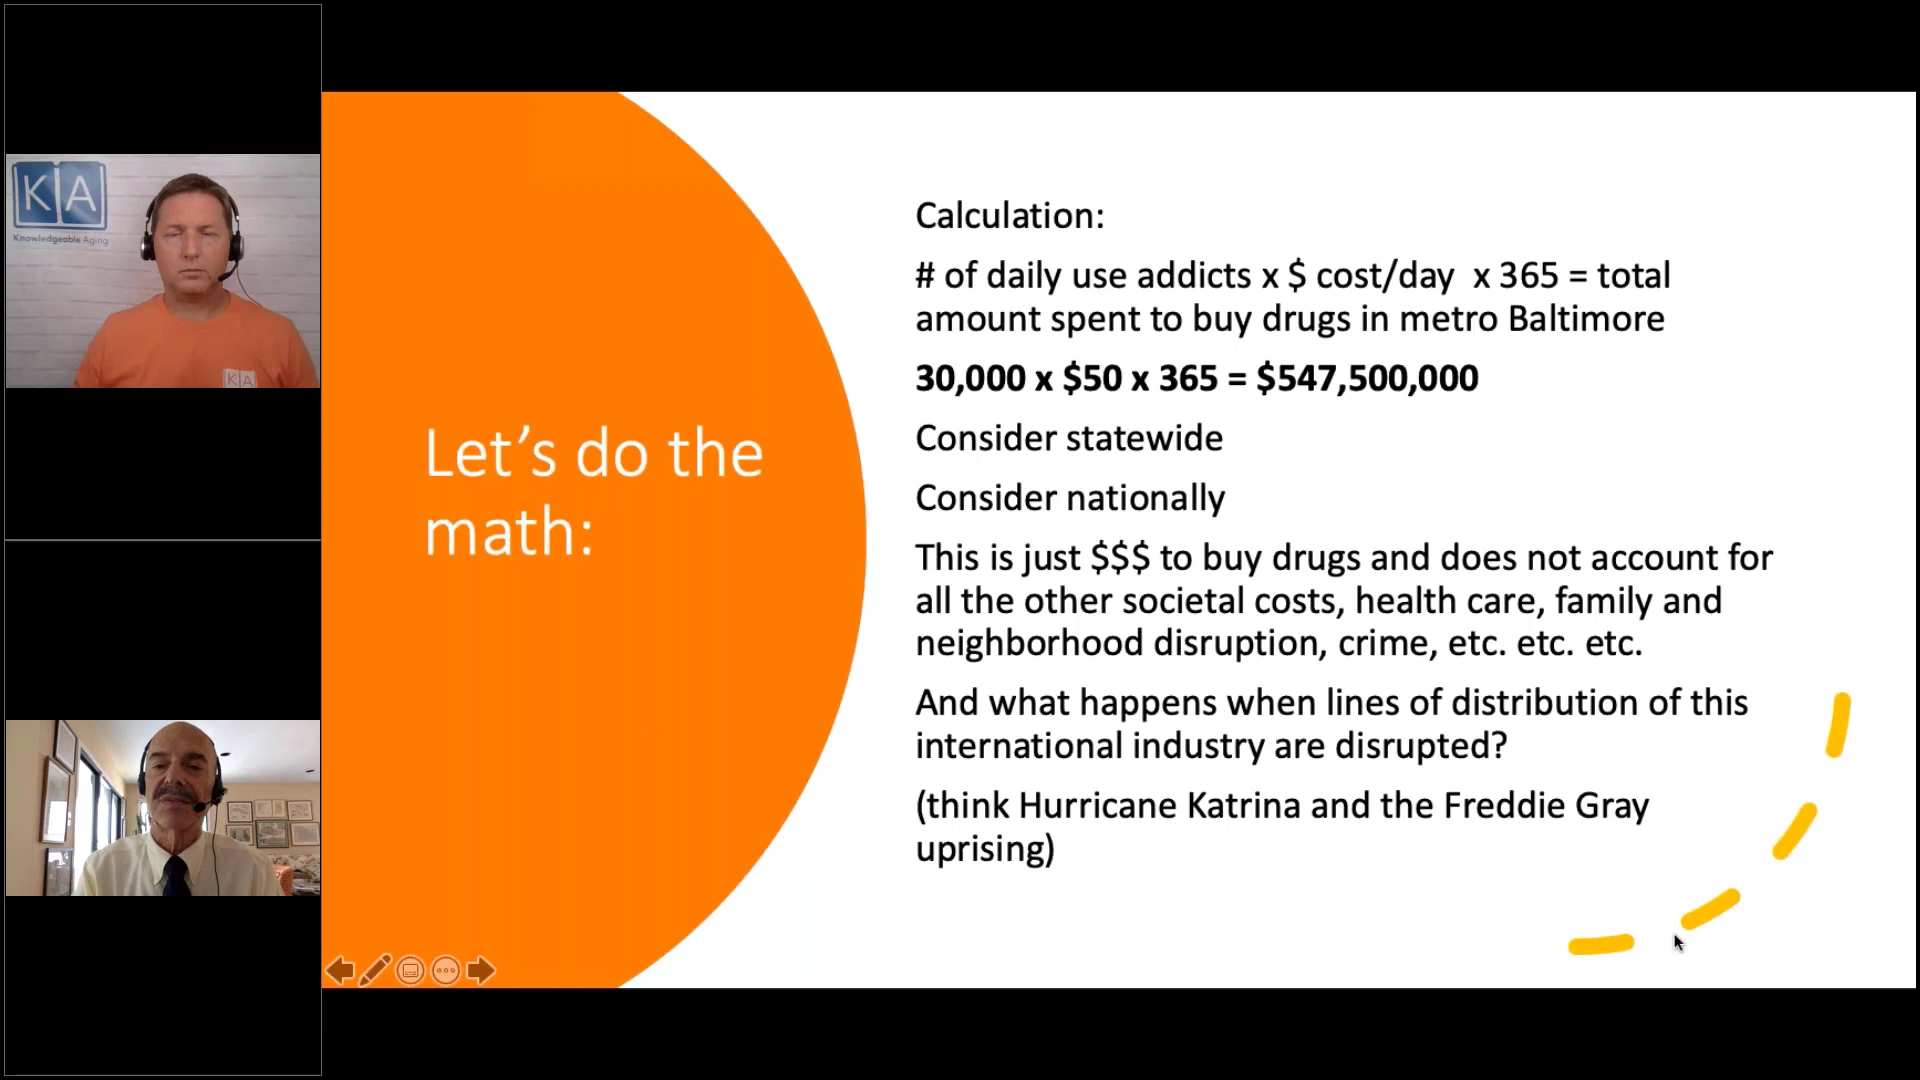 K A
Knowledgeable Aging
KA
Let’s do the
math:
Calculation:
# of daily use addicts x $ cost/day  x 365 = total
amount spent to buy drugs in metro Baltimore
30,000 x $50 x 365 = $547,500,000
Consider statewide
Consider nationally
This is just $$$ to buy drugs and does not account for
all the other societal costs, health care, family and
neighborhood disruption, crime, etc. etc. etc.
And what happens when lines of distribution of this
international industry are disrupted?
(think Hurricane Katrina and the Freddie Gray
uprising)